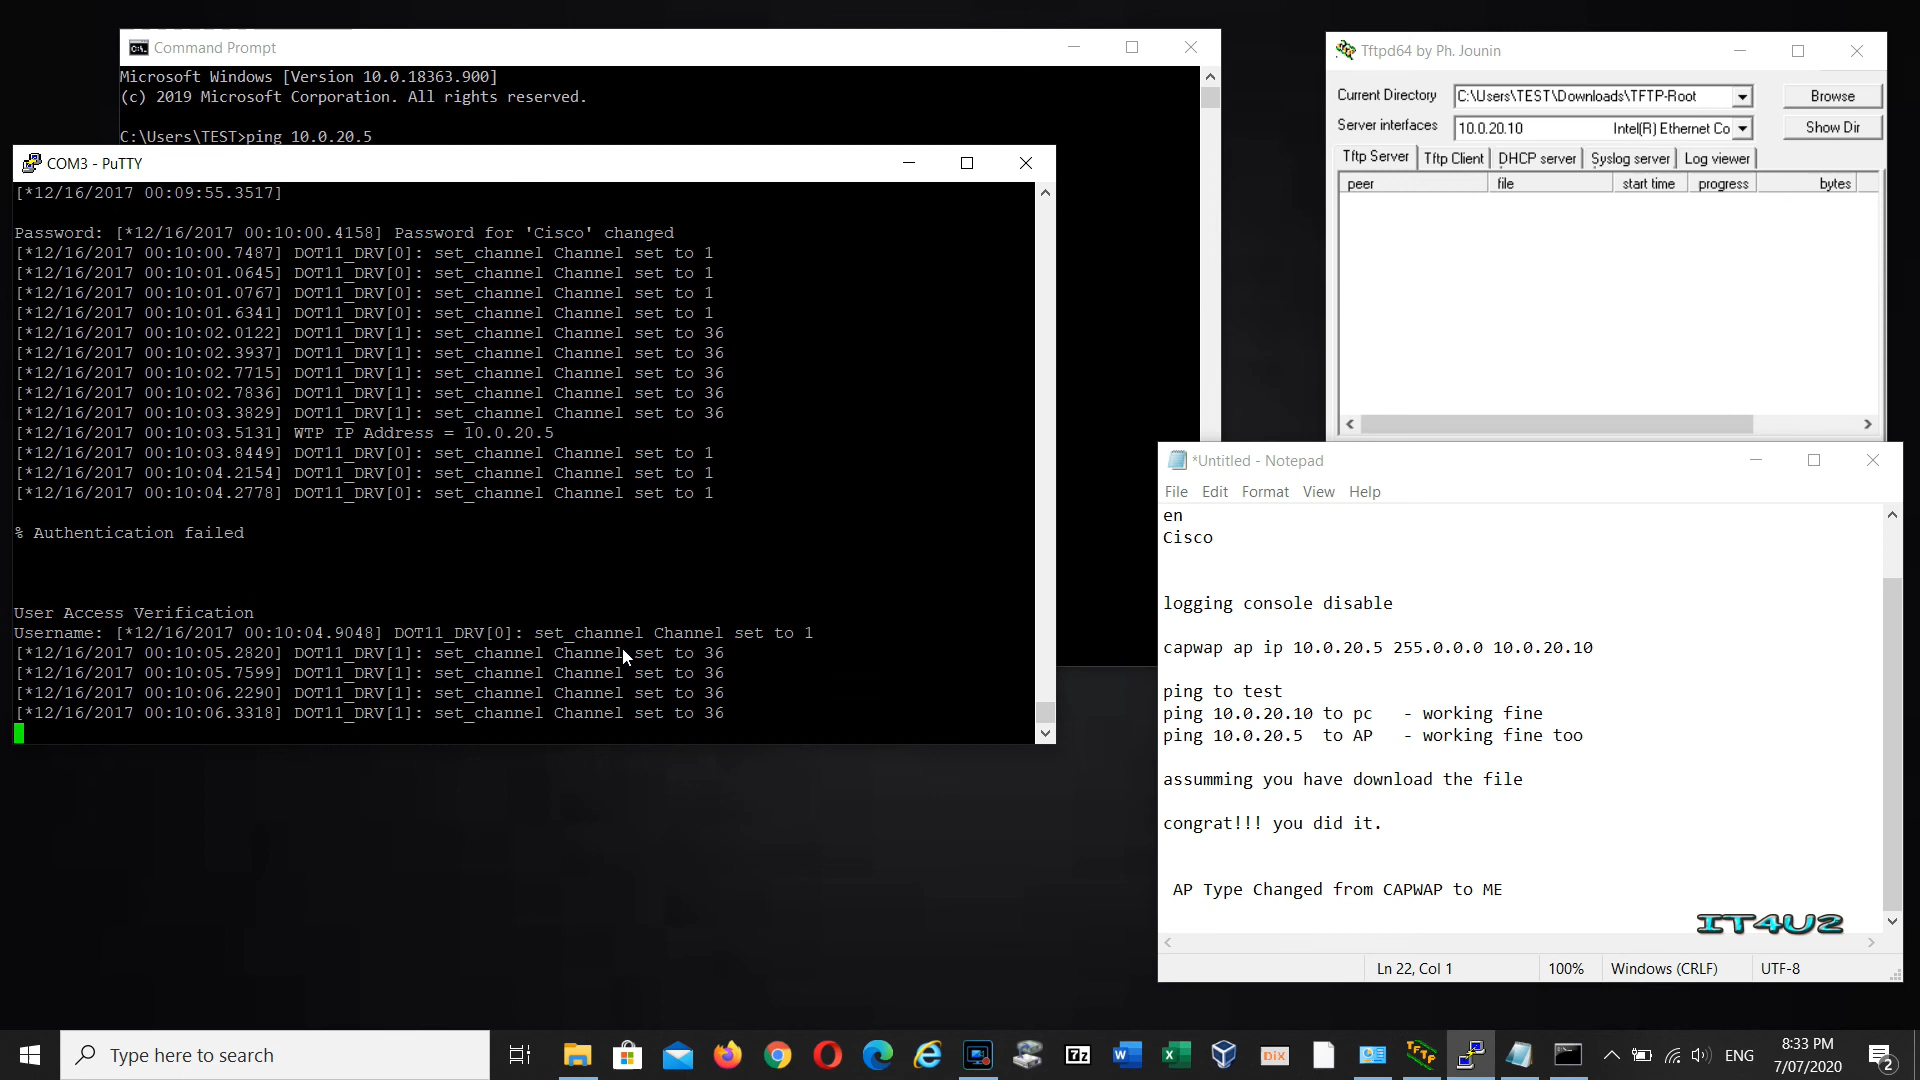 Command Prompt
Microsoft Windows [Version 10.0.18363.900]
(c) 2019 Microsoft Corporation. All rights reserved.
C:\Users\TEST>ping 10.0.20.5
COM3 - PuTTY
[*12/16/2017 00:09:55.3517]
Password: [*12/16/2017 00:10:00.4158] Password for 'Cisco' changed
[*12/16/2017 00:10:00.7487] DOT11_DRV[0]: set_channel Channel set to 1
[*12/16/2017 00:10:01.0645] DOT11_DRV[0]: set_channel Channel set to 1
[*12/16/2017 00:10:01.0767] DOT11_DRV[0]: set_channel Channel set to 1
[*12/16/2017 00:10:01.6341] DOT11_DRV[0]: set_channel Channel set to 1
[*12/16/2017 00:10:02.0122] DOT11_DRV[1]: set_channel Channel set to 36
[*12/16/2017 00:10:02.3937] DOT11_DRV[1]: set_channel Channel set to 36
[*12/16/2017 00:10:02.7715] DOT11_DRV[1]: set_channel Channel set to 36
[*12/16/2017 00:10:02.7836] DOT11_DRV[1]: set_channel Channel set to 36
[*12/16/2017 00:10:03.3829] DOT11_DRV[1]: set_channel Channel set to 36
[*12/16/2017 00:10:03.5131] WTP IP Address = 10.0.20.5
[*12/16/2017 00:10:03.8449] DOT11_DRV[0]: set_channel Channel set to 1
[*12/16/2017 00:10:04.2154] DOT11_DRV[0]: set_channel Channel set to 1
[*12/16/2017 00:10:04.2778] DOT11_DRV[0]: set_channel Channel set to 1
% Authentication failed
User Access Verification
Username: [*12/16/2017 00:10:04.9048] DOT11_DRV[0]: set_channel Channel set to 1
[*12/16/2017 00:10:05.2820] DOT11_DRV[1]: set_channel Channel set to 36
[*12/16/2017 00:10:05.7599] DOT11_DRV[1]: set_channel Channel set to 36
[*12/16/2017 00:10:06.2290] DOT11_DRV[1]: set_channel Channel set to 36
[*12/16/2017 00:10:06.3318] DOT11_DRV[1]: set_channel Channel set to 36
Tftpd64 by Ph. Jounin
Current Directory C:\Users\TEST\Downloads\TFTP-Root Browse
Server interfaces 10.0.20.10 Intel(R) Ethernet Co Show Dir
Tftp Server Tftp Client DHCP server Syslog server Log viewer
peer file start time progress bytes
*Untitled - Notepad
File Edit Format View Help
en
Cisco
logging console disable
capwap ap ip 10.0.20.5 255.0.0.0 10.0.20.10
ping to test
ping 10.0.20.10 to pc - working fine
ping 10.0.20.5 to AP - working fine too
assumming you have download the file
congrat!!! you did it.
AP Type Changed from CAPWAP to ME
IT4U2
Ln 22, Col 1 100% Windows (CRLF) UTF-8
Type here to search
7z
DiX
TFTP
ENG
8:33 PM
7/07/2020
2